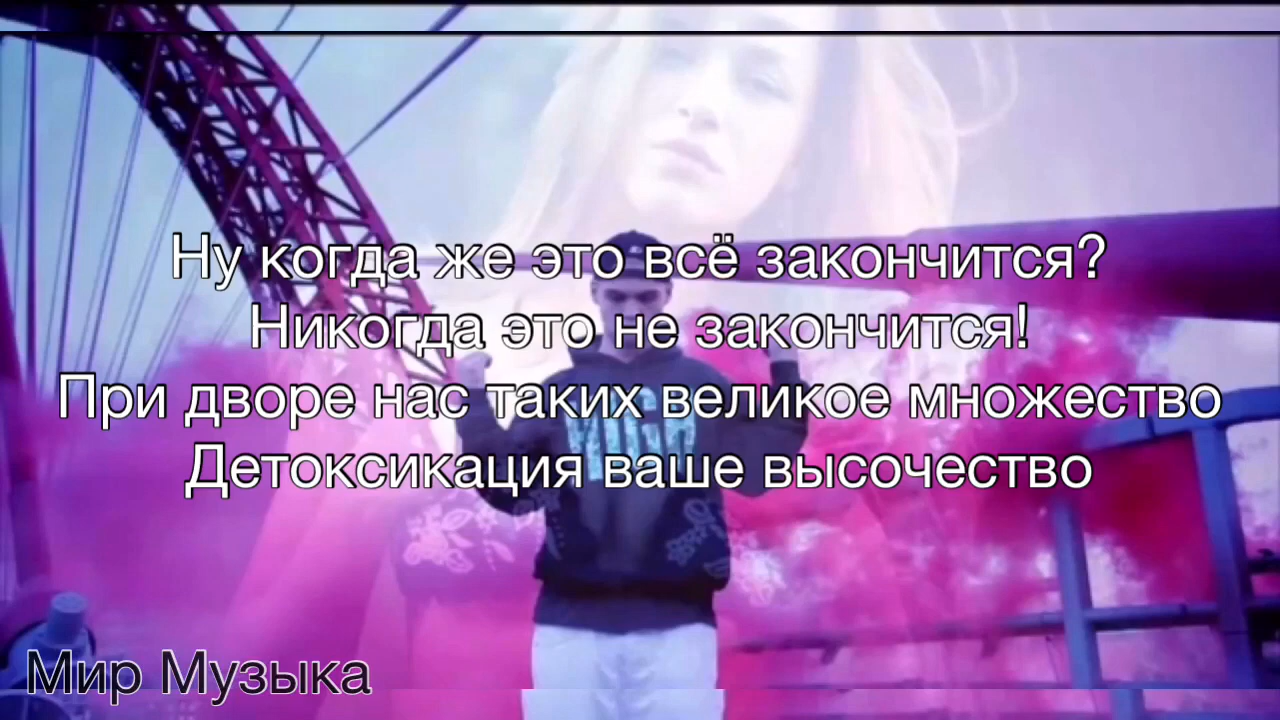 Ну когда же это всё закончится?
Никогда это не закончится!
При дворе нас таких великое множество
Детоксикация ваше высочество
Мир Музыка